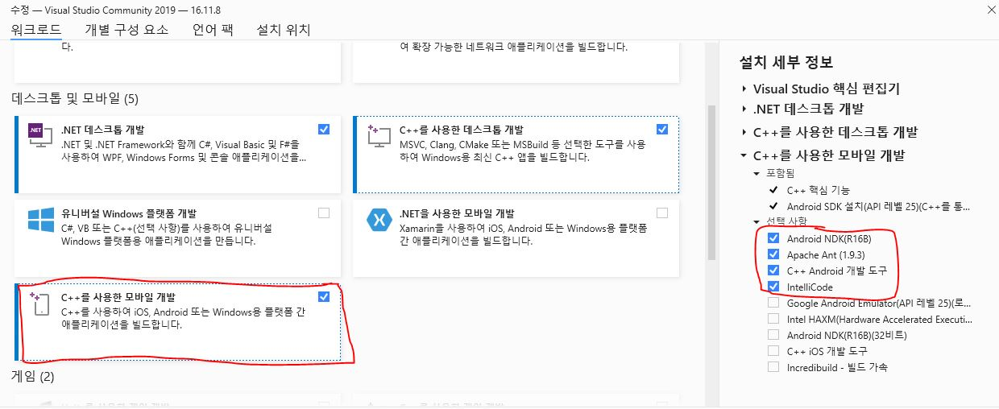 수정 — Visual Studio Community 2019 — 16.11.8
워크로드 개별 구성 요소 언어 팩 설치 위치
다.
여 확장 가능한 네트워크 애플리케이션을 빌드합니다.
데스크톱 및 모바일 (5)
.NET
.NET 데스크톱 개발
.NET 및 .NET Framework와 함께 C#, Visual Basic 및 F#을
사용하여 WPF, Windows Forms 및 콘솔 애플리케이션을...
C++를 사용한 데스크톱 개발
MSVC, Clang, CMake 또는 MSBuild 등 선택한 도구를 사용
하여 Windows용 최신 C++ 앱을 빌드합니다.
유니버설 Windows 플랫폼 개발
C#, VB 또는 C++(선택 사항)를 사용하여 유니버설
Windows 플랫폼용 애플리케이션을 만듭니다.
.NET을 사용한 모바일 개발
Xamarin을 사용하여 iOS, Android 또는 Windows용 플랫폼
간 애플리케이션을 빌드합니다.
C++를 사용한 모바일 개발
C++를 사용하여 iOS, Android 또는 Windows용 플랫폼 간
애플리케이션을 빌드합니다.
게임 (2)
설치 세부 정보
Visual Studio 핵심 편집기
.NET 데스크톱 개발
C++를 사용한 데스크톱 개발
C++를 사용한 모바일 개발
포함됨
C++ 핵심 기능
Android SDK 설치(API 레벨 25)(C++를 통...
선택 사항
Android NDK(R16B)
Apache Ant (1.9.3)
C++ Android 개발 도구
IntelliCode
Google Android Emulator(API 레벨 25)(로...
Intel HAXM(Hardware Accelerated Executi...
Android NDK(R16B)(32비트)
C++ iOS 개발 도구
Incredibuild - 빌드 가속